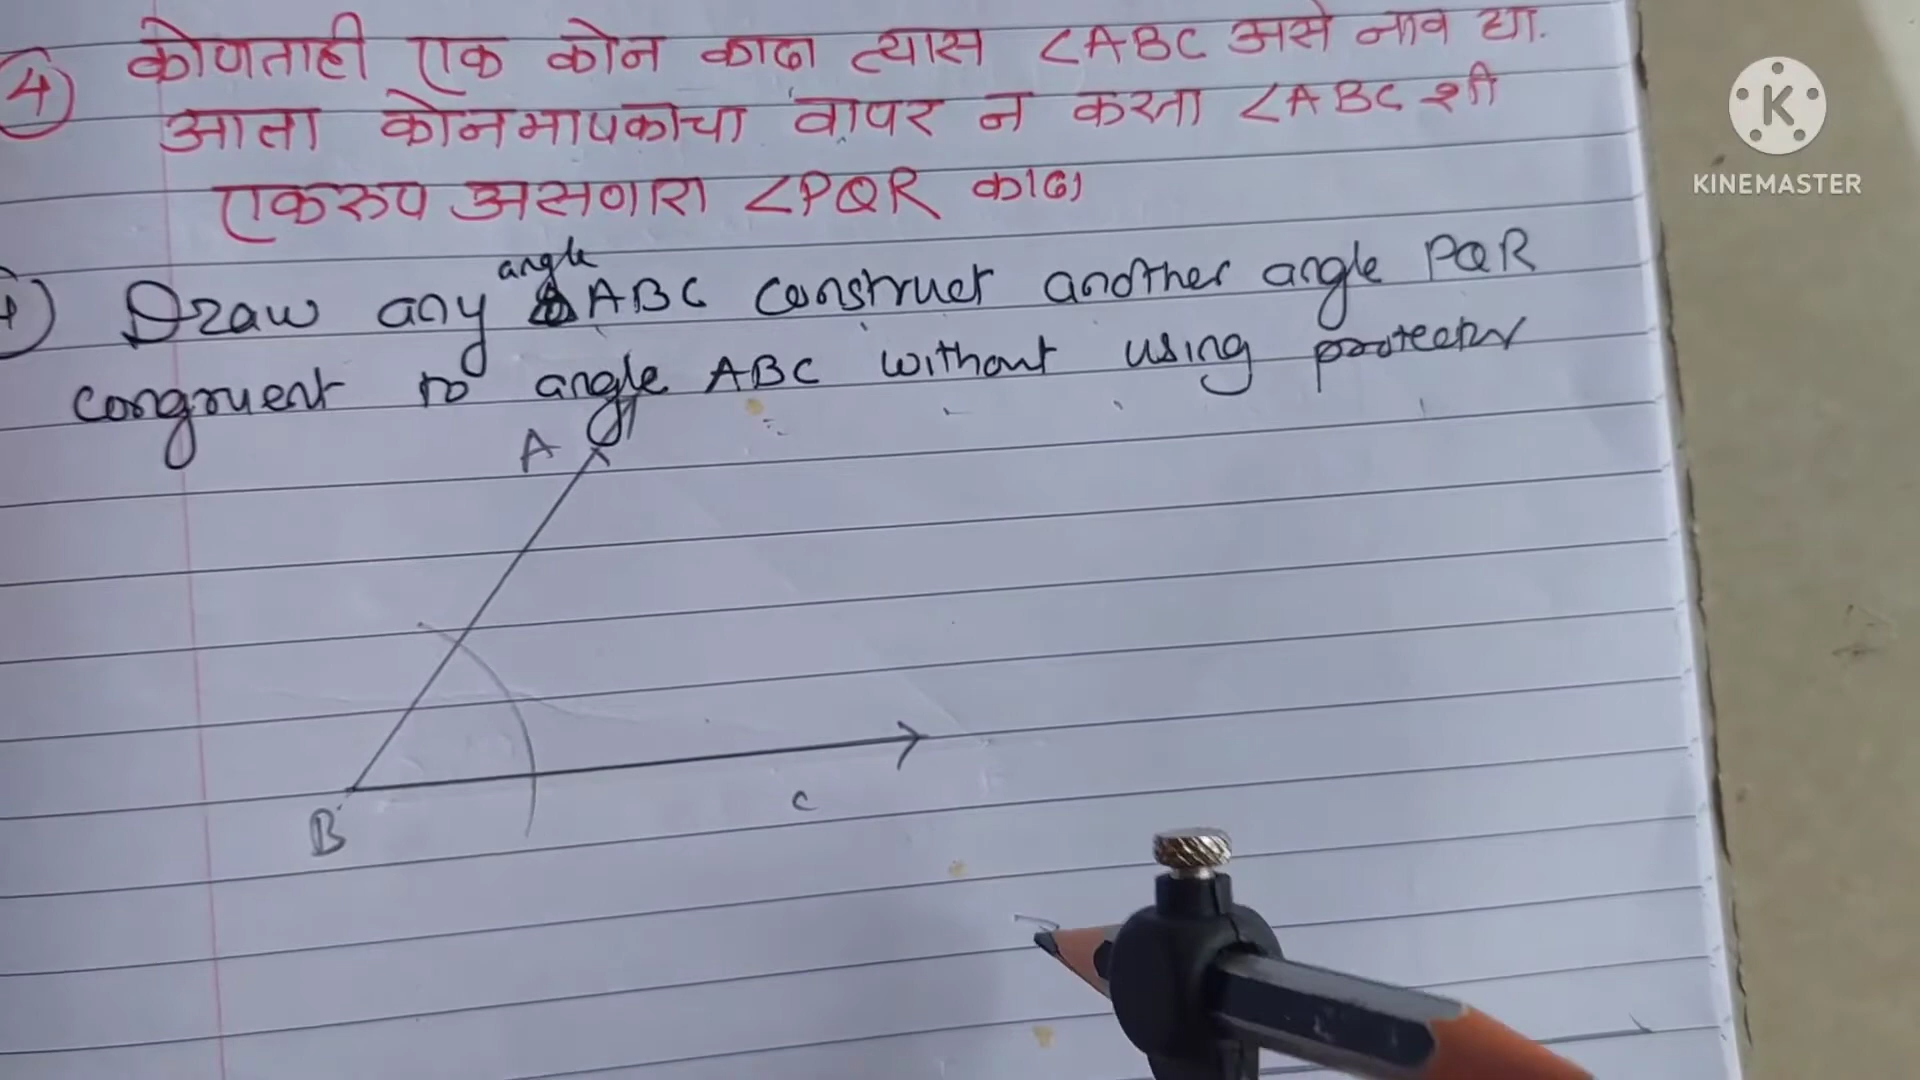 4) कोणताही एक कोन काढा त्यास ∠ABC असे नाव द्या.
आता कोनमापकाचा वापर न करता ∠ABC शी
एकरुप असणारा ∠PQR काढा
angle
Draw any ABC construct another angle PQR
congruent to angle ABC without using protector
A
B
C
K
KINEMASTER